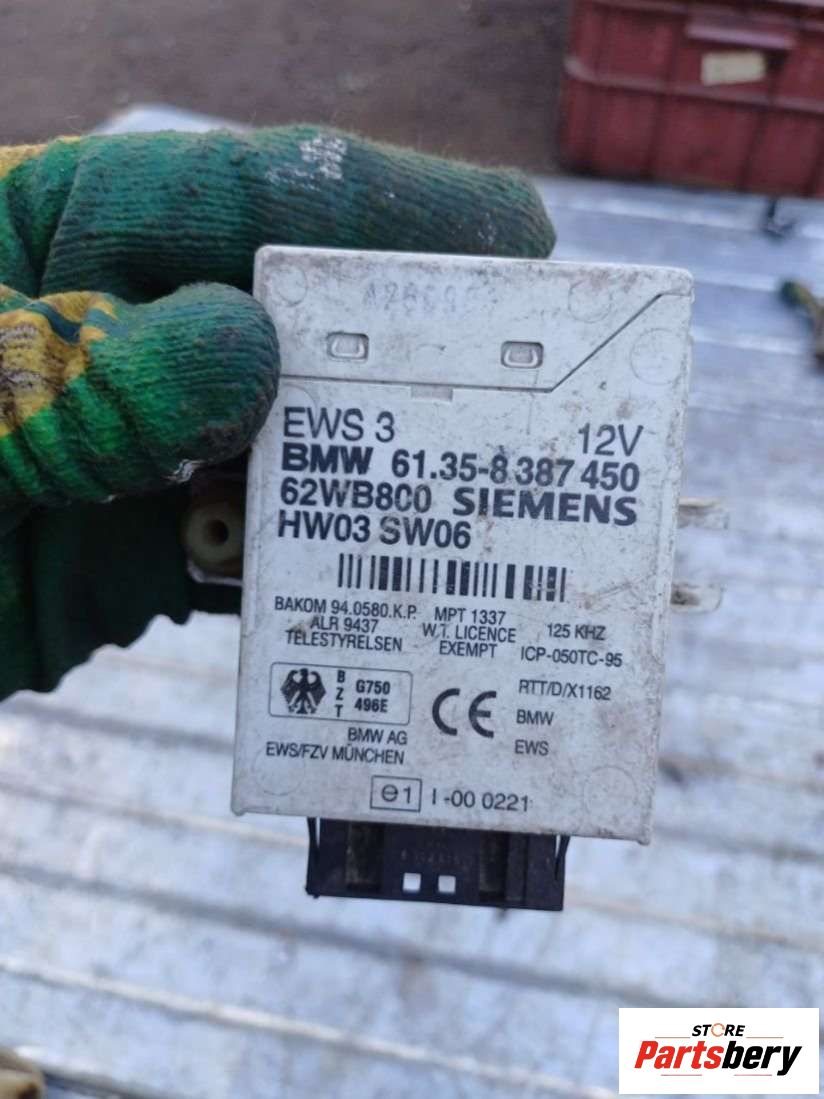 EWS 3 12V
BMW 61.35-8 387 450
62WB800 SIEMENS
HW03 SW06
BAKOM 94.0580.K.P. MPT 1337 125 KHZ
ALR 9437 W.T. LICENCE
TELESTYRELSEN EXEMPT ICP-050TC-95
BZT G750 496E CE RTT/D/X1162
BMW
BMW AG EWS
EWS/FZV MÜNCHEN
e1 I -00 0221
STORE
Partsbery